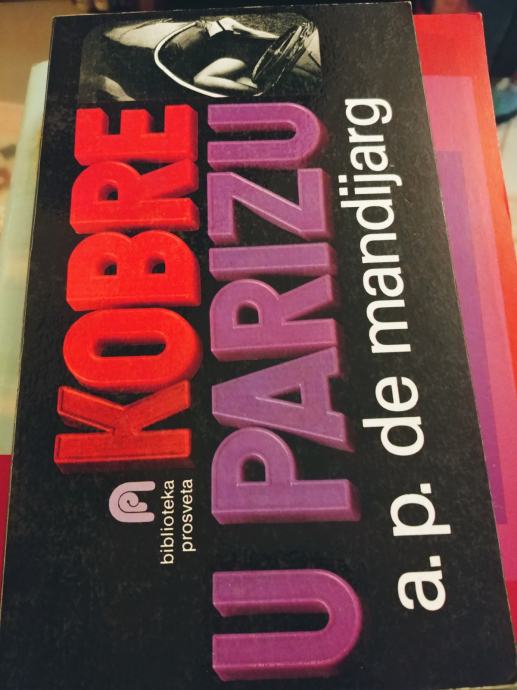 KOBRE
U PARIZU
a. p. de mandijarg
biblioteka
prosveta